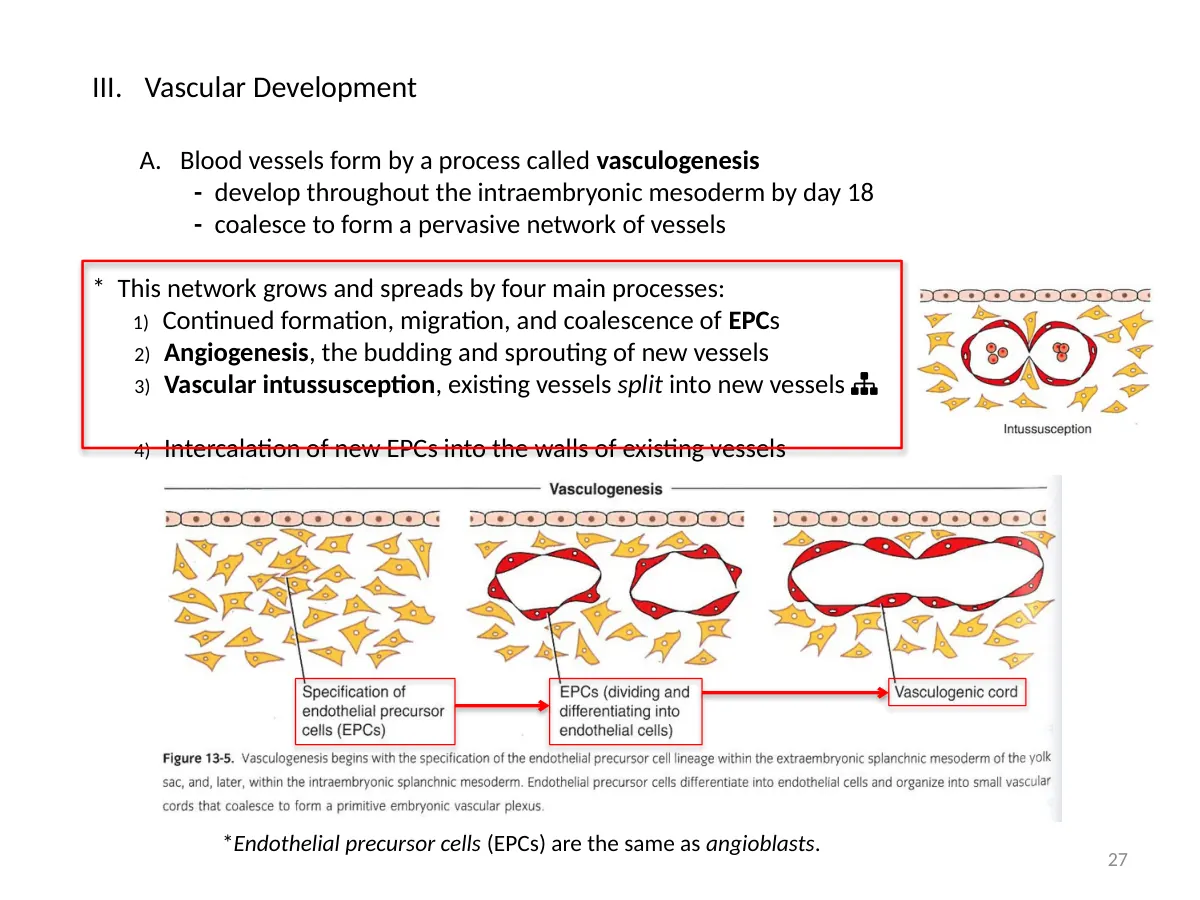 III. Vascular Development
A. Blood vessels form by a process called vasculogenesis
- develop throughout the intraembryonic mesoderm by day 18
- coalesce to form a pervasive network of vessels
* This network grows and spreads by four main processes:
1) Continued formation, migration, and coalescence of EPCs
2) Angiogenesis, the budding and sprouting of new vessels
3) Vascular intussusception, existing vessels split into new vessels
4) Intercalation of new EPCs into the walls of existing vessels
Intussusception
Vasculogenesis
Specification of
endothelial precursor
cells (EPCs)
EPCs (dividing and
differentiating into
endothelial cells)
Vasculogenic cord
Figure 13-5. Vasculogenesis begins with the specification of the endothelial precursor cell lineage within the extraembryonic splanchnic mesoderm of the yolk
sac, and, later, within the intraembryonic splanchnic mesoderm. Endothelial precursor cells differentiate into endothelial cells and organize into small vascular
cords that coalesce to form a primitive embryonic vascular plexus.
*Endothelial precursor cells (EPCs) are the same as angioblasts.
27